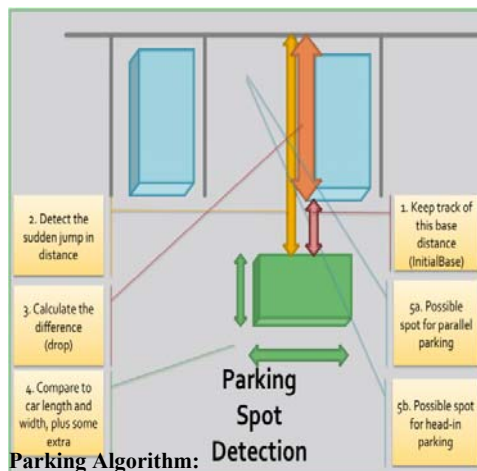 2. Detect the
sudden jump in
distance
3. Calculate the
difference
(drop)
4. Compare to
car length and
width, plus some
extra
1. Keep track of
this base
distance
(InitialBase)
5a. Possible
spot for parallel
parking
5b. Possible spot
for head-in
parking
Parking
Spot
Detection
Parking Algorithm: